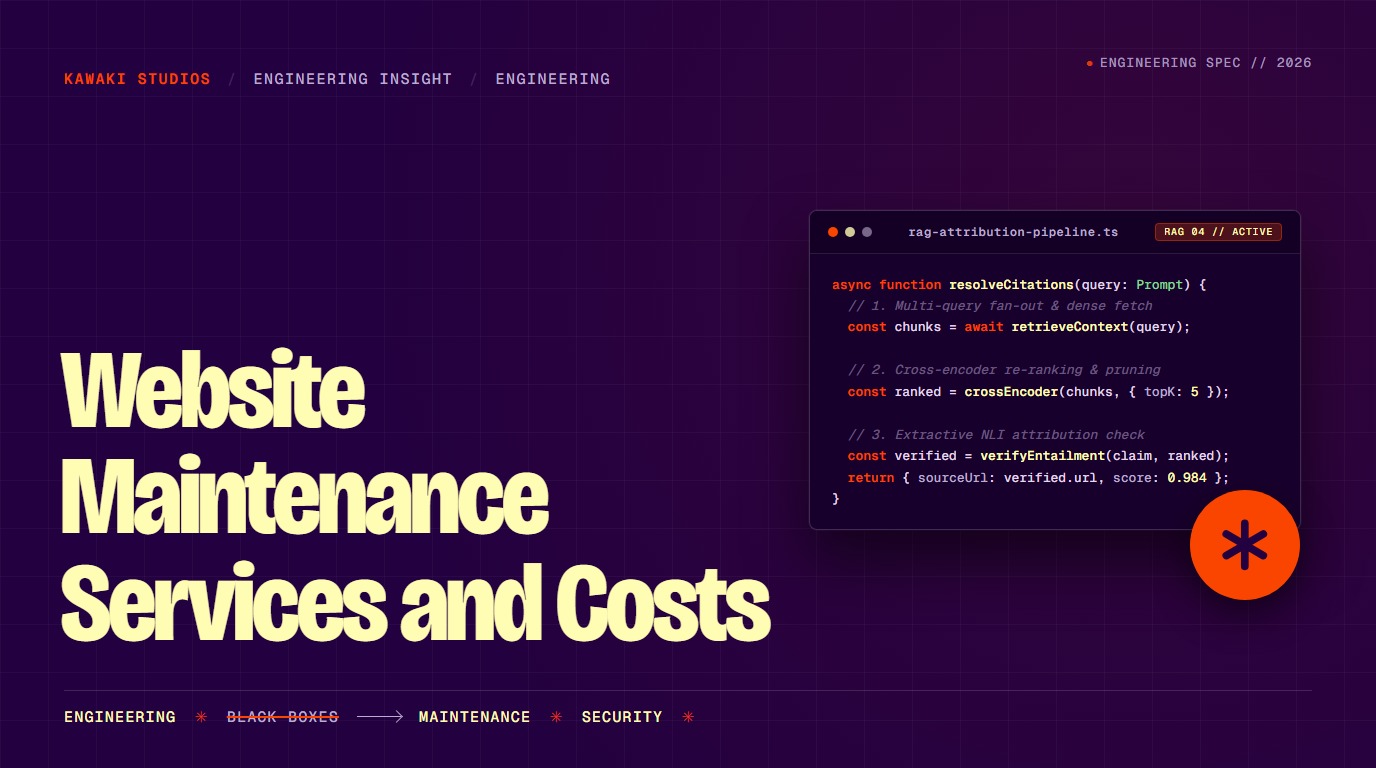 KAWAKI STUDIOS / ENGINEERING INSIGHT / ENGINEERING
ENGINEERING SPEC // 2026
rag-attribution-pipeline.ts
RAG 04 // ACTIVE
async function resolveCitations(query: Prompt) {
// 1. Multi-query fan-out & dense fetch
const chunks = await retrieveContext(query);
// 2. Cross-encoder re-ranking & pruning
const ranked = crossEncoder(chunks, { topK: 5 });
// 3. Extractive NLI attribution check
const verified = verifyEntailment(claim, ranked);
return { sourceUrl: verified.url, score: 0.984 };
}
Website
Maintenance
Services and Costs
ENGINEERING ✳ BLACK BOXES → MAINTENANCE ✳ SECURITY ✳